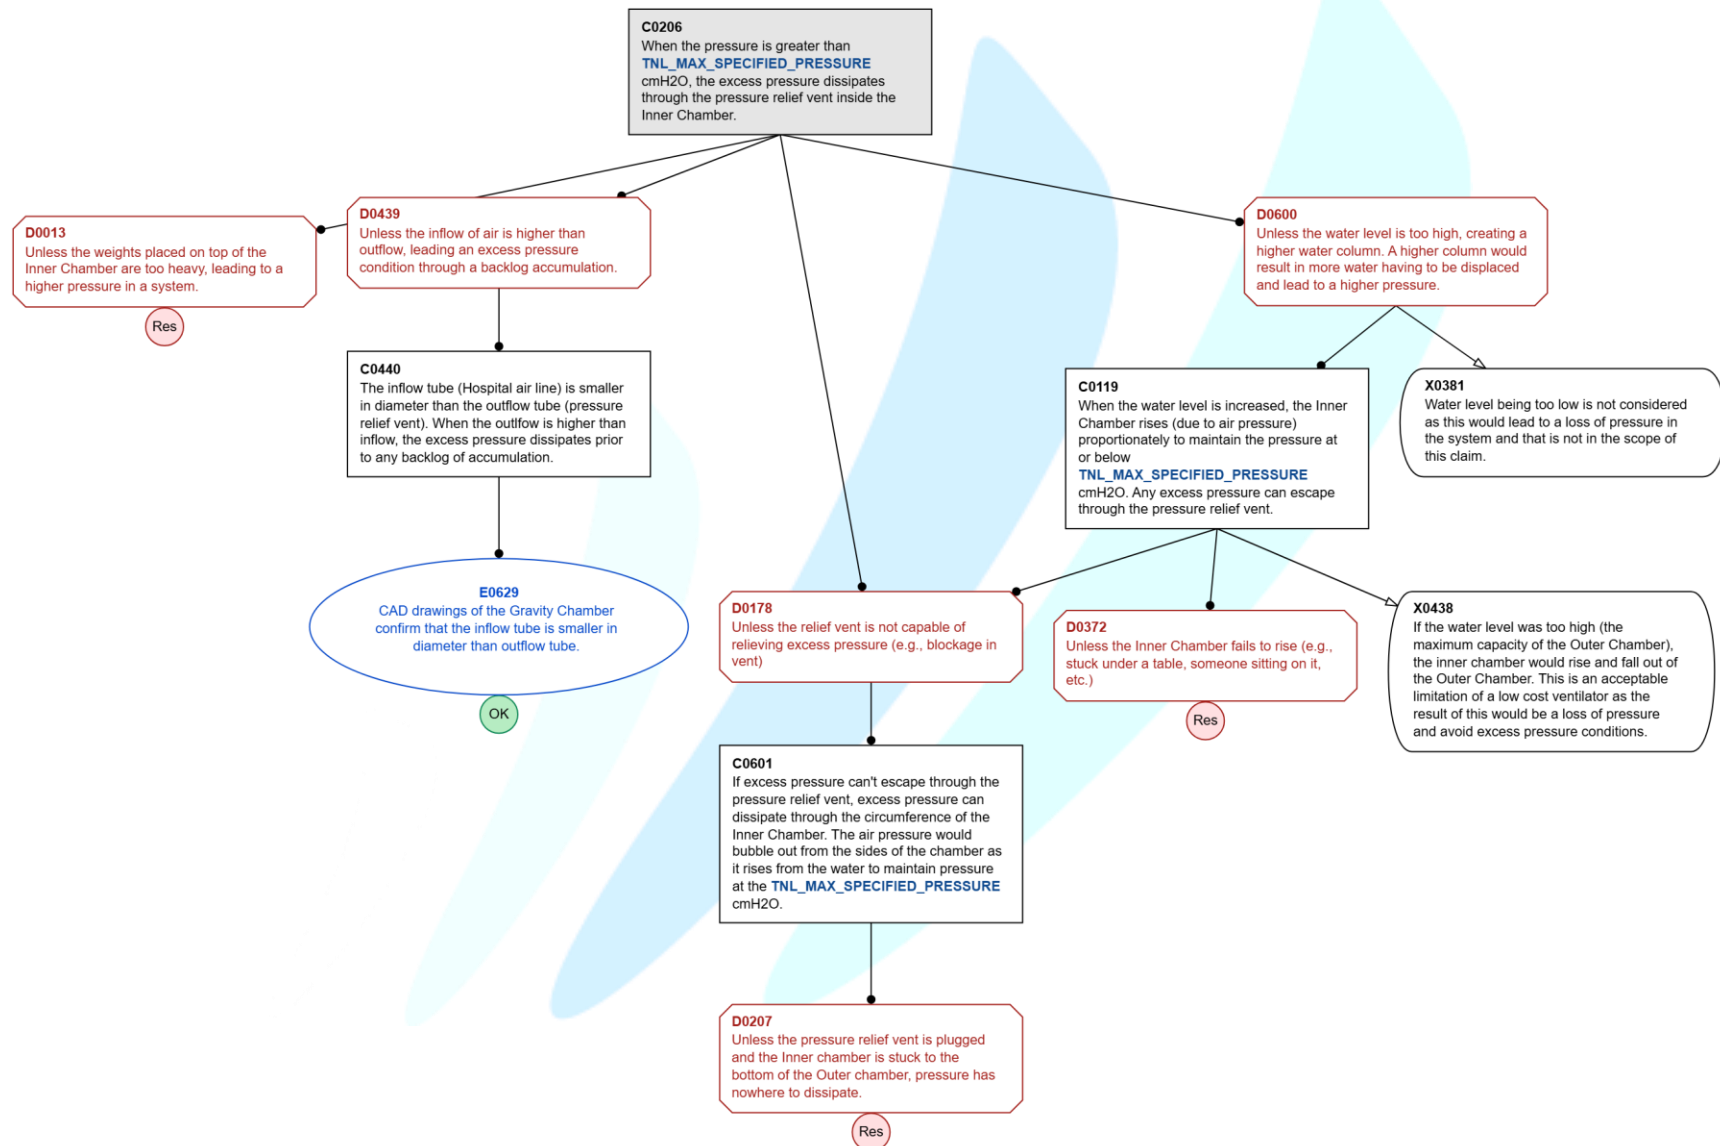 C0206
When the pressure is greater than
TNL_MAX_SPECIFIED_PRESSURE
cmH2O, the excess pressure dissipates
through the pressure relief vent inside the
Inner Chamber.
D0013
Unless the weights placed on top of the
Inner Chamber are too heavy, leading to a
higher pressure in a system.
Res
D0439
Unless the inflow of air is higher than
outflow, leading an excess pressure
condition through a backlog accumulation.
D0600
Unless the water level is too high, creating a
higher water column. A higher column would
result in more water having to be displaced
and lead to a higher pressure.
C0440
The inflow tube (Hospital air line) is smaller
in diameter than the outflow tube (pressure
relief vent). When the outlfow is higher than
inflow, the excess pressure dissipates prior
to any backlog of accumulation.
C0119
When the water level is increased, the Inner
Chamber rises (due to air pressure)
proportionately to maintain the pressure at
or below
TNL_MAX_SPECIFIED_PRESSURE
cmH2O. Any excess pressure can escape
through the pressure relief vent.
X0381
Water level being too low is not considered
as this would lead to a loss of pressure in
the system and that is not in the scope of
this claim.
E0629
CAD drawings of the Gravity Chamber
confirm that the inflow tube is smaller in
diameter than outflow tube.
OK
D0178
Unless the relief vent is not capable of
relieving excess pressure (e.g., blockage in
vent)
D0372
Unless the Inner Chamber fails to rise (e.g.,
stuck under a table, someone sitting on it,
etc.)
Res
X0438
If the water level was too high (the
maximum capacity of the Outer Chamber),
the inner chamber would rise and fall out of
the Outer Chamber. This is an acceptable
limitation of a low cost ventilator as the
result of this would be a loss of pressure
and avoid excess pressure conditions.
C0601
If excess pressure can't escape through the
pressure relief vent, excess pressure can
dissipate through the circumference of the
Inner Chamber. The air pressure would
bubble out from the sides of the chamber as
it rises from the water to maintain pressure
at the TNL_MAX_SPECIFIED_PRESSURE
cmH2O.
D0207
Unless the pressure relief vent is plugged
and the Inner chamber is stuck to the
bottom of the Outer chamber, pressure has
nowhere to dissipate.
Res